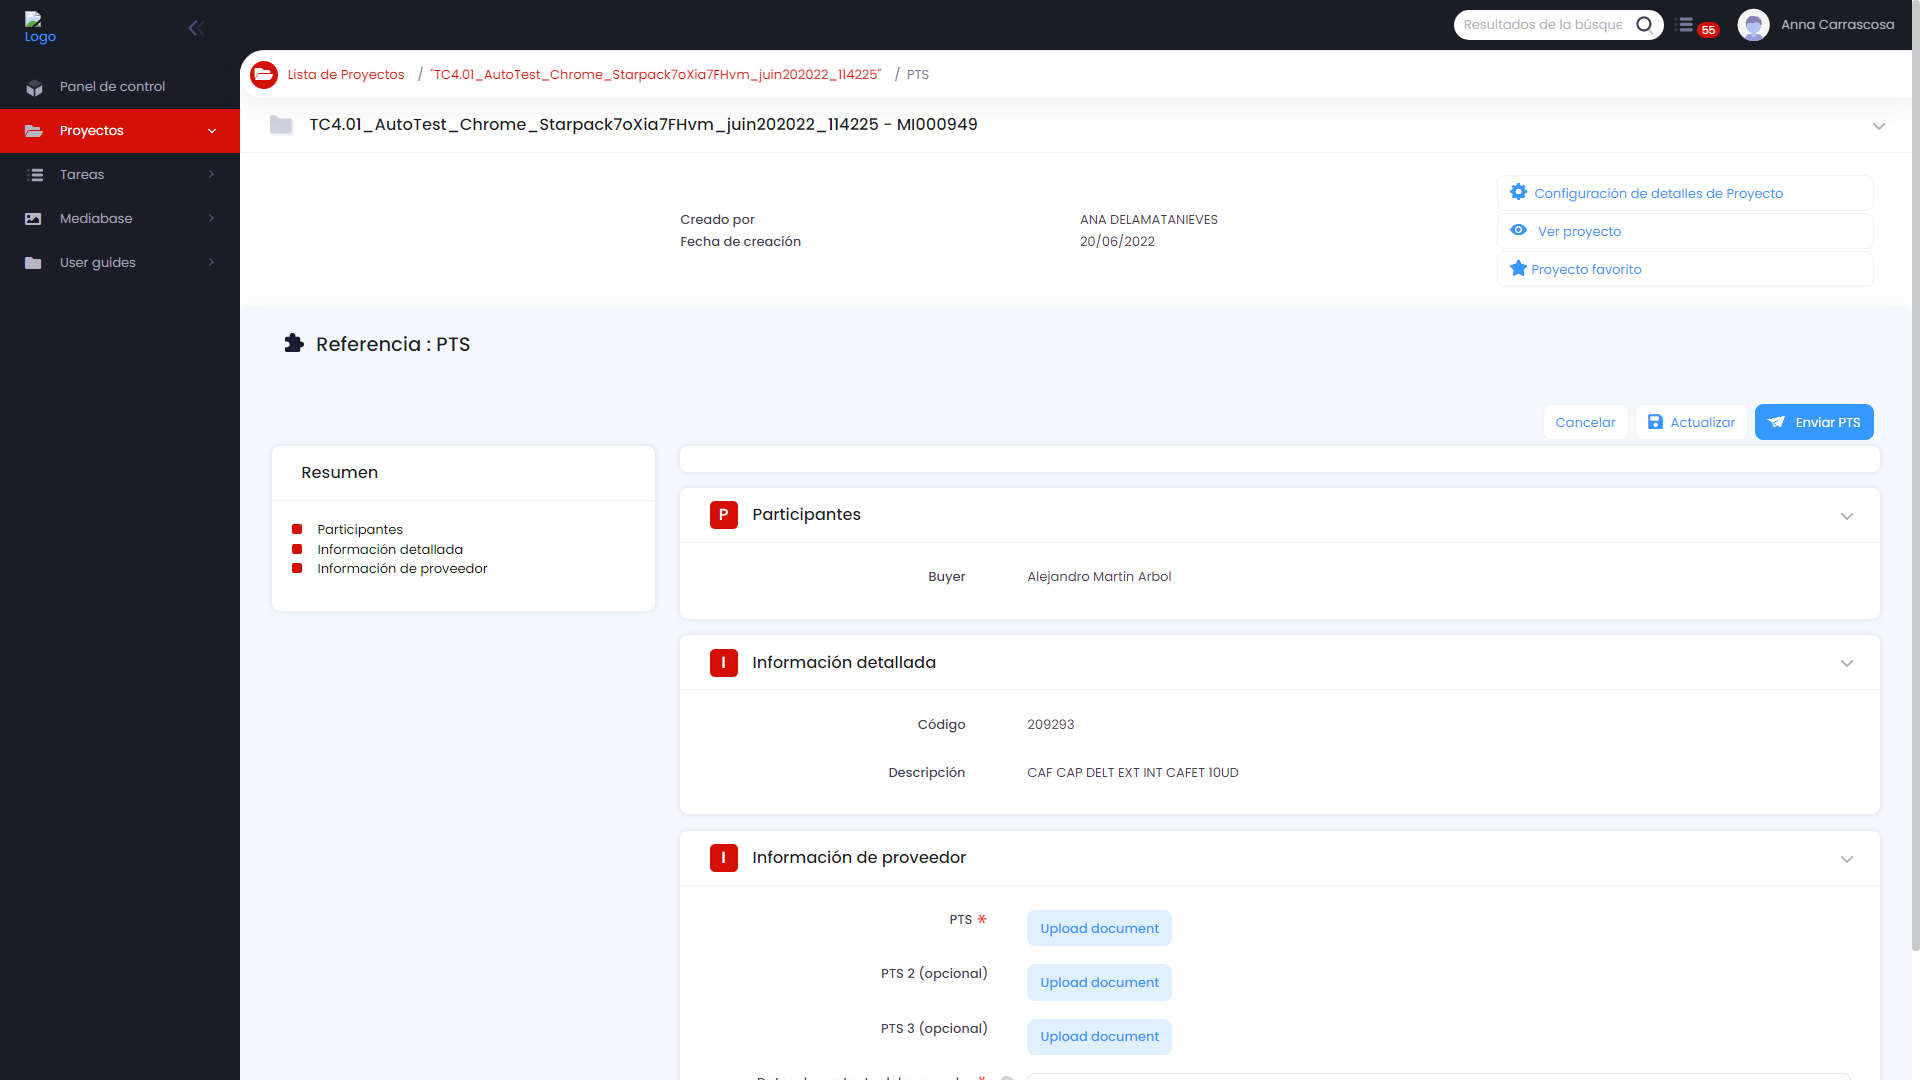 Logo
Resultados de la búsque
55
Anna Carrascosa
Panel de control
Proyectos
Tareas
Mediabase
User guides
Lista de Proyectos / "TC4.01_AutoTest_Chrome_Starpack7oXia7FHvm_juin202022_114225" / PTS
TC4.01_AutoTest_Chrome_Starpack7oXia7FHvm_juin202022_114225 - MI000949
Creado por ANA DELAMATANIEVES
Fecha de creación 20/06/2022
Configuración de detalles de Proyecto
Ver proyecto
Proyecto favorito
Referencia : PTS
Cancelar
Actualizar
Enviar PTS
Resumen
Participantes
Información detallada
Información de proveedor
P Participantes
Buyer Alejandro Martin Arbol
I Información detallada
Código 209293
Descripción CAF CAP DELT EXT INT CAFET 10UD
I Información de proveedor
PTS * Upload document
PTS 2 (opcional) Upload document
PTS 3 (opcional) Upload document